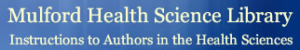 Mulford Health Science Library
Instructions to Authors in the Health Sciences